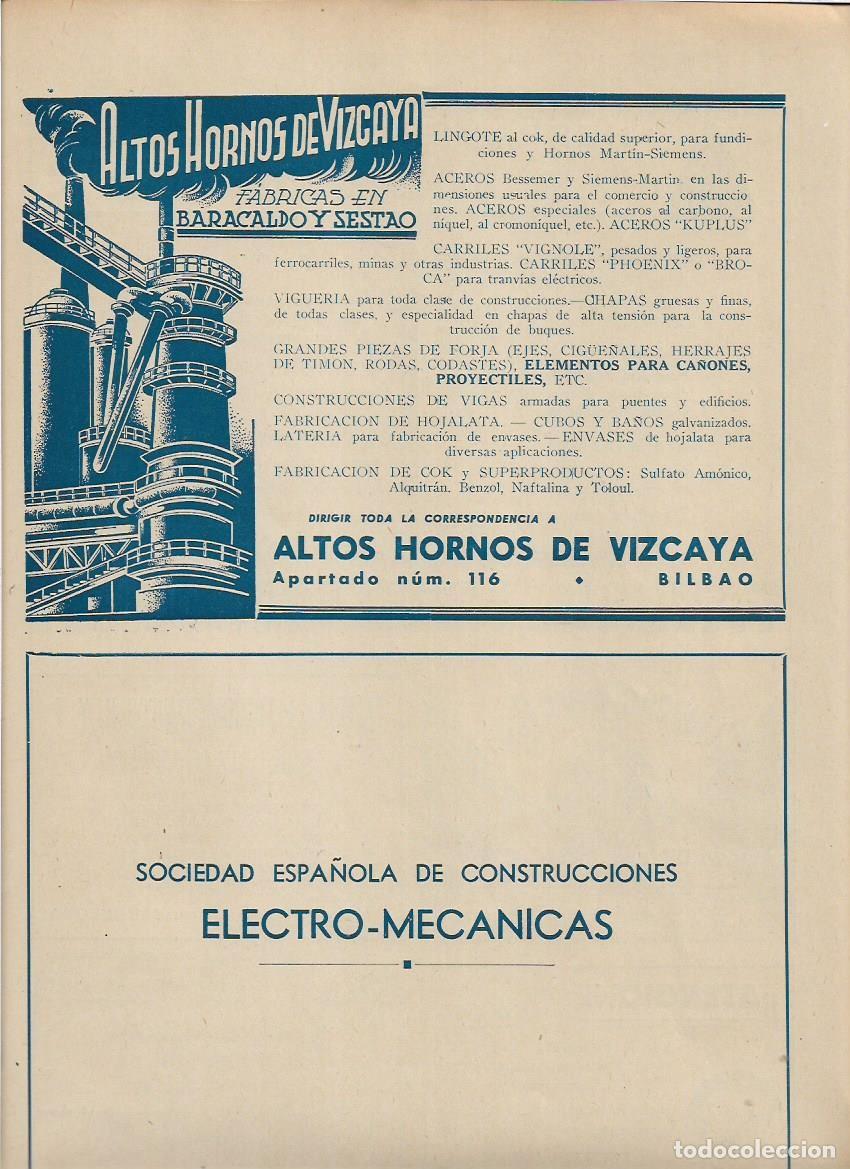 ALTOS HORNOS DE VIZCAYA
FÁBRICAS EN
BARACALDO Y SESTAO
LINGOTE al cok, de calidad superior, para fundi-
ciones y Hornos Martín-Siemens.
ACEROS Bessemer y Siemens-Martin en las di-
mensiones usuales para el comercio y construccio
nes. ACEROS especiales (aceros al carbono, al
níquel, al cromoníquel, etc.). ACEROS "KUPLUS"
CARRILES "VIGNOLE", pesados y ligeros, para
ferrocarriles, minas y otras industrias. CARRILES "PHOENIX" o "BRO-
CA" para tranvías eléctricos.
VIGUERIA para toda clase de construcciones.—CHAPAS gruesas y finas,
de todas clases, y especialidad en chapas de alta tensión para la cons-
trucción de buques.
GRANDES PIEZAS DE FORJA (EJES, CIGÜEÑALES, HERRAJES
DE TIMON, RODAS, CODASTES), ELEMENTOS PARA CAÑONES,
PROYECTILES, ETC.
CONSTRUCCIONES DE VIGAS armadas para puentes y edificios.
FABRICACION DE HOJALATA. — CUBOS Y BAÑOS galvanizados.
LATERIA para fabricación de envases. — ENVASES de hojalata para
diversas aplicaciones.
FABRICACION DE COK y SUPERPRODUCTOS: Sulfato Amónico,
Alquitrán, Benzol, Naftalina y Toloul.
DIRIGIR TODA LA CORRESPONDENCIA A
ALTOS HORNOS DE VIZCAYA
Apartado núm. 116 • BILBAO
SOCIEDAD ESPAÑOLA DE CONSTRUCCIONES
ELECTRO-MECANICAS
todocoleccion